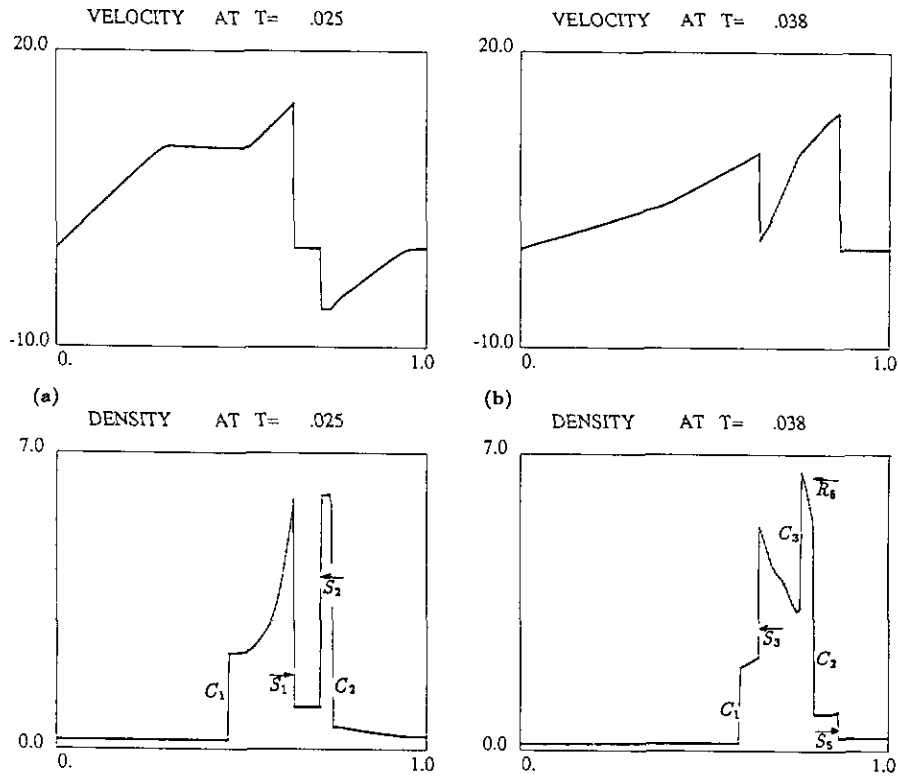 VELOCITY AT T= .025
20.0
-10.0
0. 1.0
VELOCITY AT T= .038
20.0
-10.0
0. 1.0
(a)
DENSITY AT T= .025
7.0
0.0
0. 1.0
C1
S1
S2
C2
(b)
DENSITY AT T= .038
7.0
0.0
0. 1.0
C1
S3
C3
R6
C2
S5